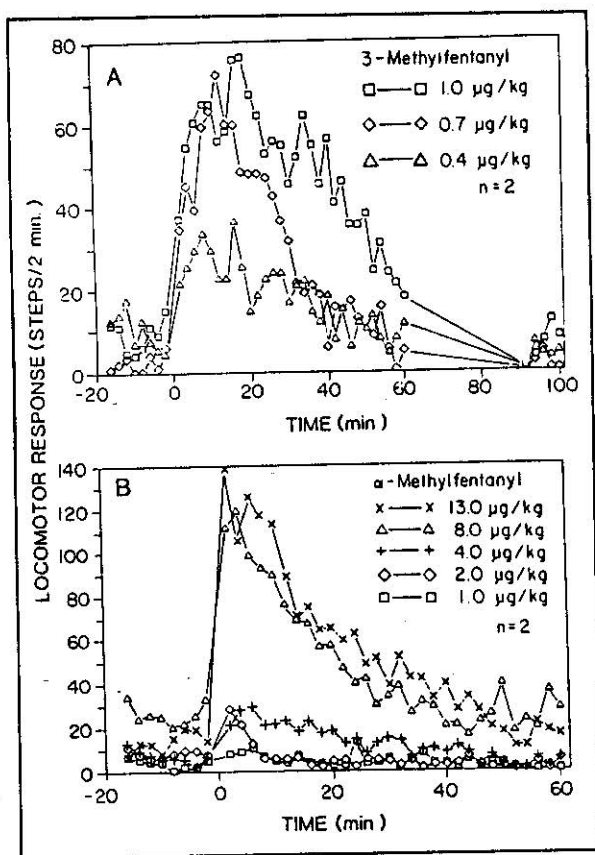 LOCOMOTOR RESPONSE (STEPS/2 min.)
A
3-Methylfentanyl
1.0 µg/kg
0.7 µg/kg
0.4 µg/kg
n=2
80
60
40
20
0
-20 0 20 40 60 80 100
TIME (min)
B
α-Methylfentanyl
13.0 µg/kg
8.0 µg/kg
4.0 µg/kg
2.0 µg/kg
1.0 µg/kg
n=2
140
120
100
80
60
40
20
0
-20 0 20 40 60
TIME (min)